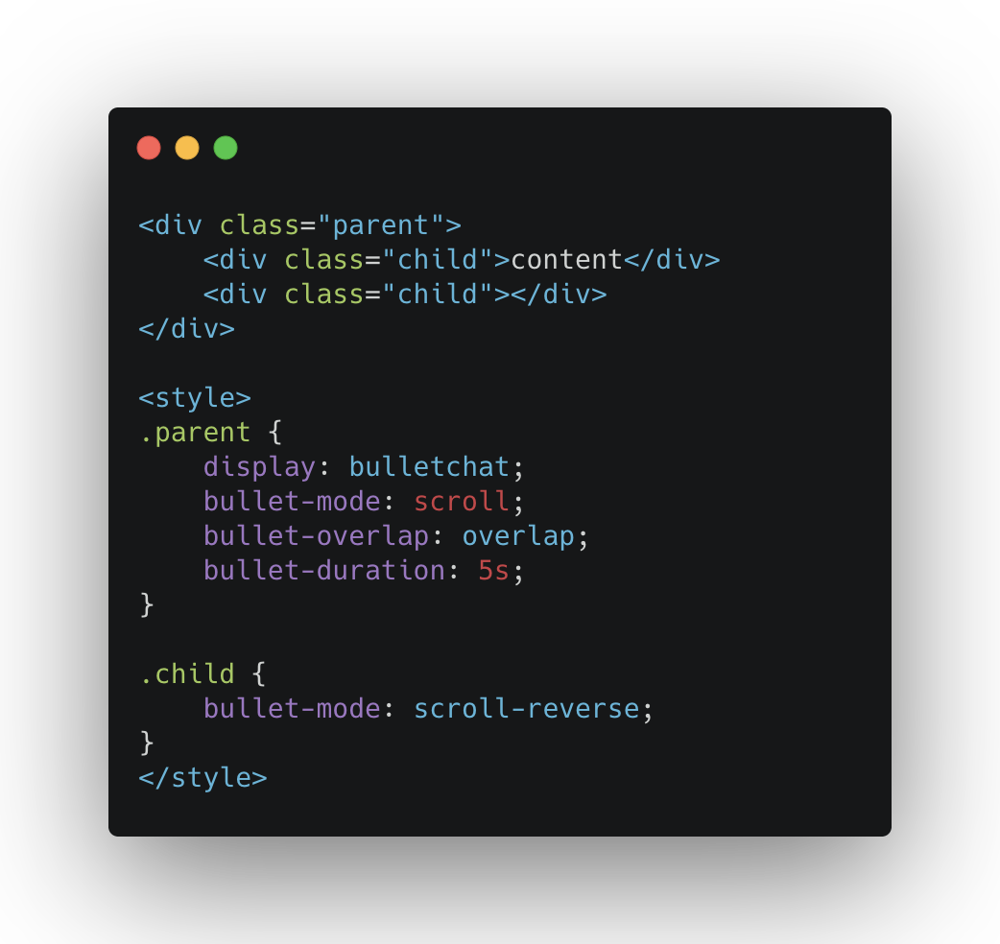 <div class="parent">
    <div class="child">content</div>
    <div class="child"></div>
</div>

<style>
.parent {
    display: bulletchat;
    bullet-mode: scroll;
    bullet-overlap: overlap;
    bullet-duration: 5s;
}

.child {
    bullet-mode: scroll-reverse;
}
</style>